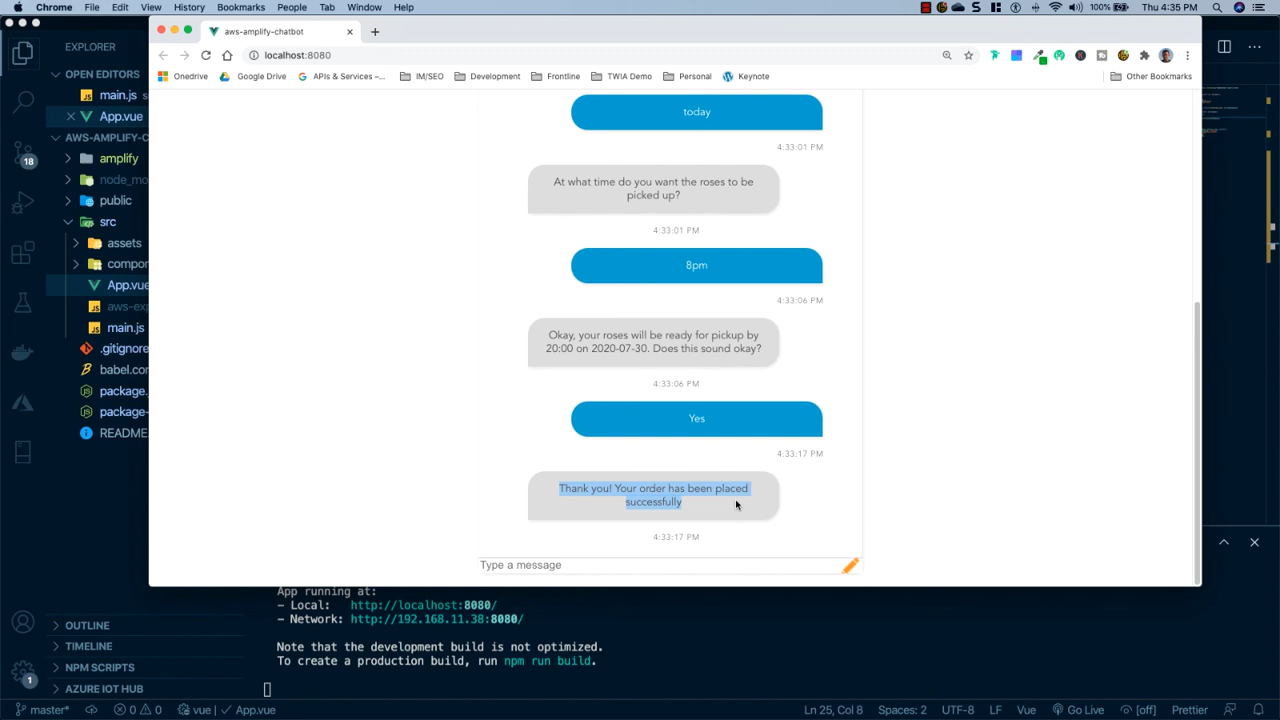 Chrome File Edit View History Bookmarks People Tab Window Help 100% Thu 4:35 PM
aws-amplify-chatbot
localhost:8080
Onedrive Google Drive APIs & Services –... IM/SEO Development Frontline TWIA Demo Personal Keynote Other Bookmarks
EXPLORER
OPEN EDITORS
main.js
App.vue
AWS-AMPLIFY-C
amplify
node_mo
public
src
assets
compor
App.vue
aws-exp
main.js
.gitignore
babel.con
package.
package-
README.
18
today
4:33:01 PM
At what time do you want the roses to be
picked up?
4:33:01 PM
8pm
4:33:06 PM
Okay, your roses will be ready for pickup by
20:00 on 2020-07-30. Does this sound okay?
4:33:06 PM
Yes
4:33:17 PM
Thank you! Your order has been placed
successfully
4:33:17 PM
Type a message
App running at:
– Local: http://localhost:8080/
– Network: http://192.168.11.38:8080/
Note that the development build is not optimized.
To create a production build, run npm run build.
OUTLINE
TIMELINE
NPM SCRIPTS
AZURE IOT HUB
1
master* 0 0 vue App.vue Ln 25, Col 8 Spaces: 2 UTF-8 LF Vue Go Live [off] Prettier